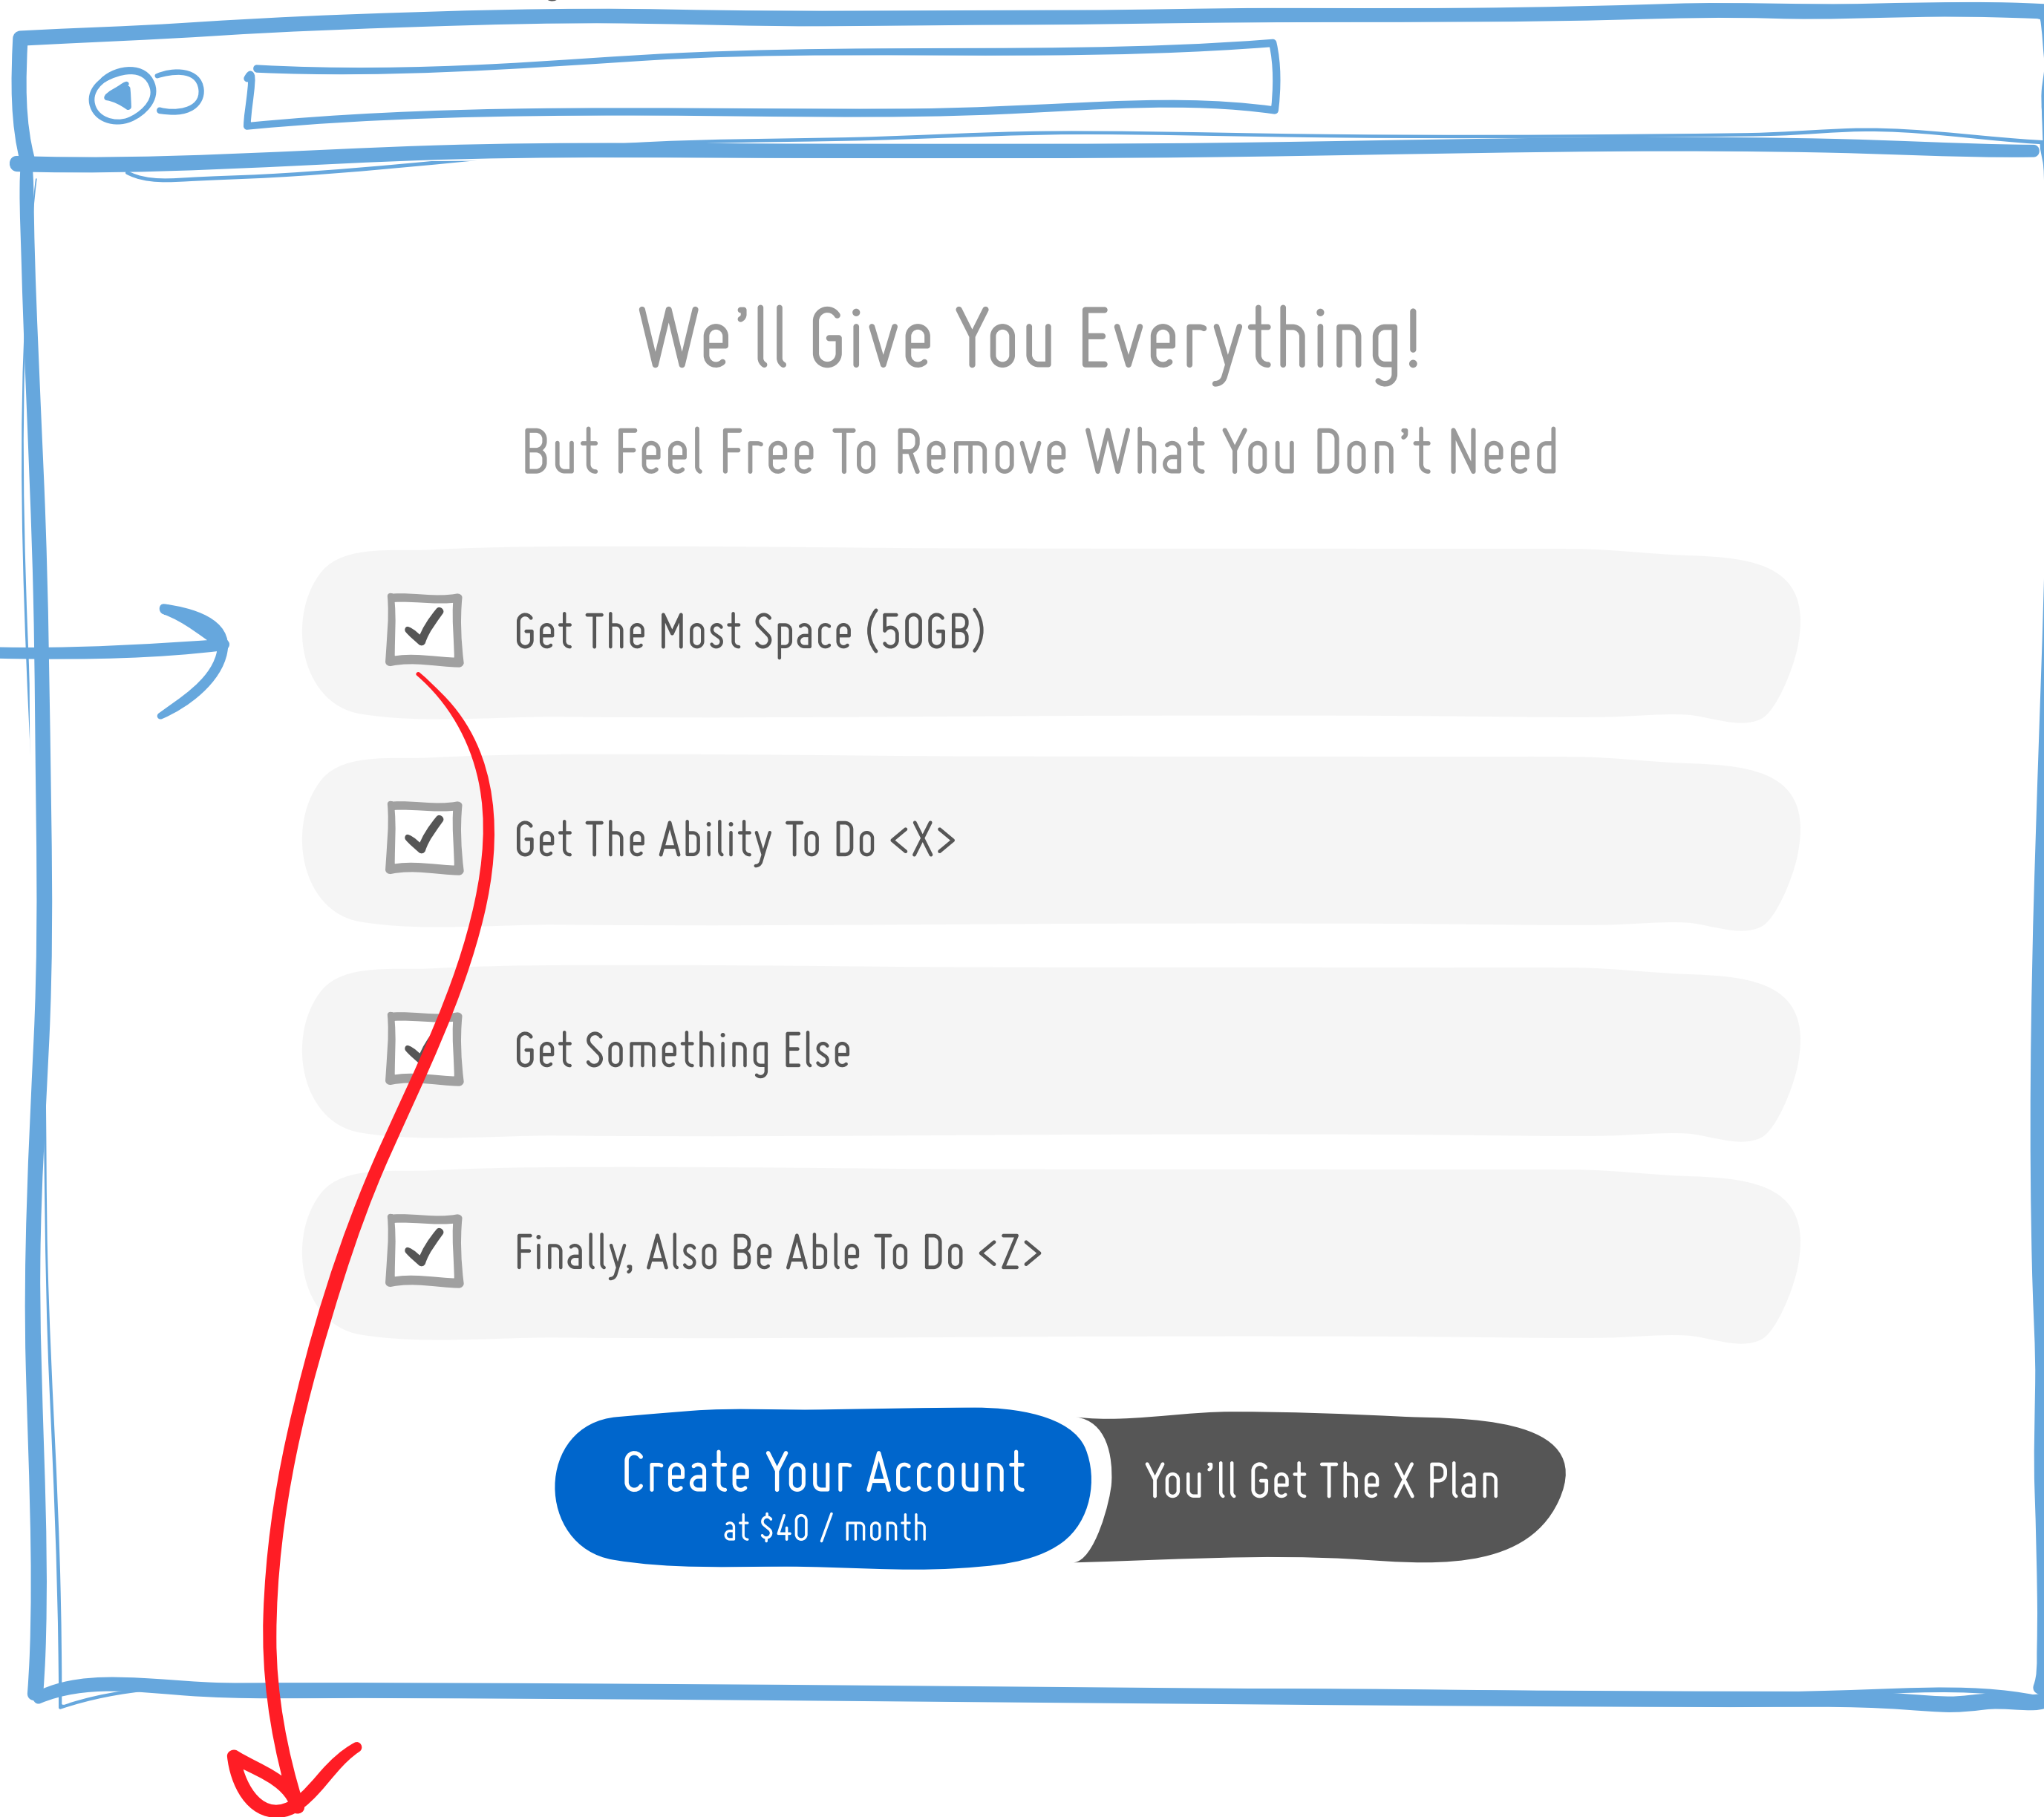 We'll Give You Everything!
But Feel Free To Remove What You Don't Need
Get The Most Space (50GB)
Get The Ability To Do <X>
Get Something Else
Finally, Also Be Able To Do <Z>
Create Your Account
at $40 / month
You'll Get The X Plan